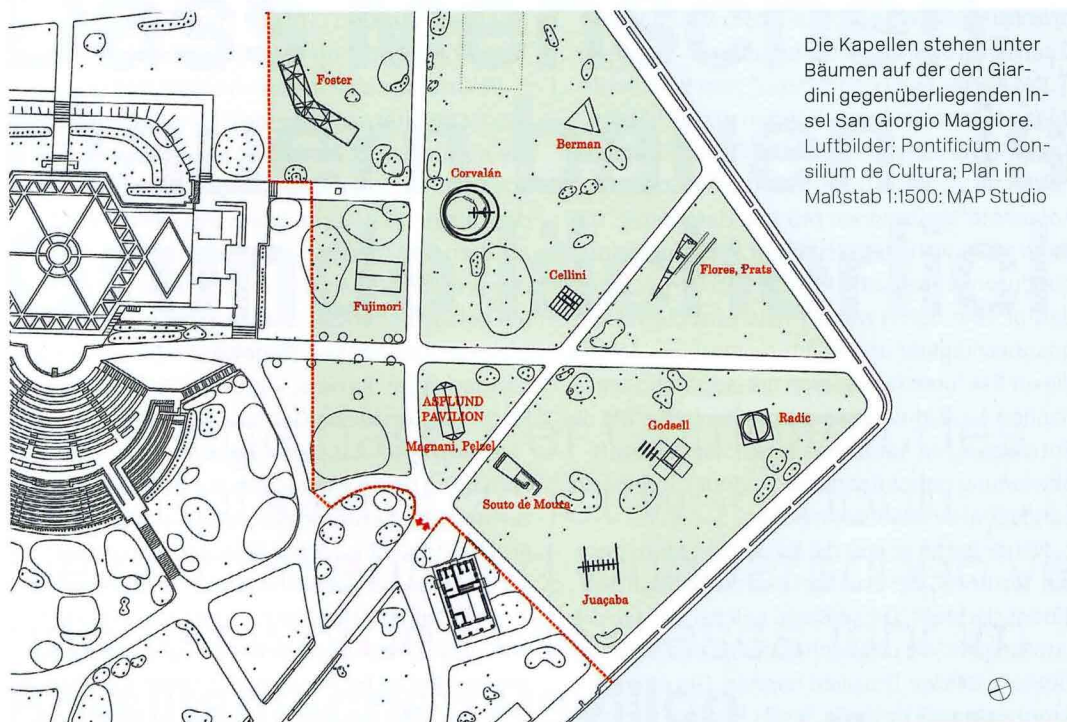 Die Kapellen stehen unter
Bäumen auf der den Giar-
dini gegenüberliegenden In-
sel San Giorgio Maggiore.
Luftbilder: Pontificium Con-
silium de Cultura; Plan im
Maßstab 1:1500: MAP Studio
Foster
Berman
Corvalán
Flores, Prats
Cellini
Fujimori
ASPLUND
PAVILION
Magnani, Pelzel
Godsell
Radic
Souto de Moura
Juaçaba